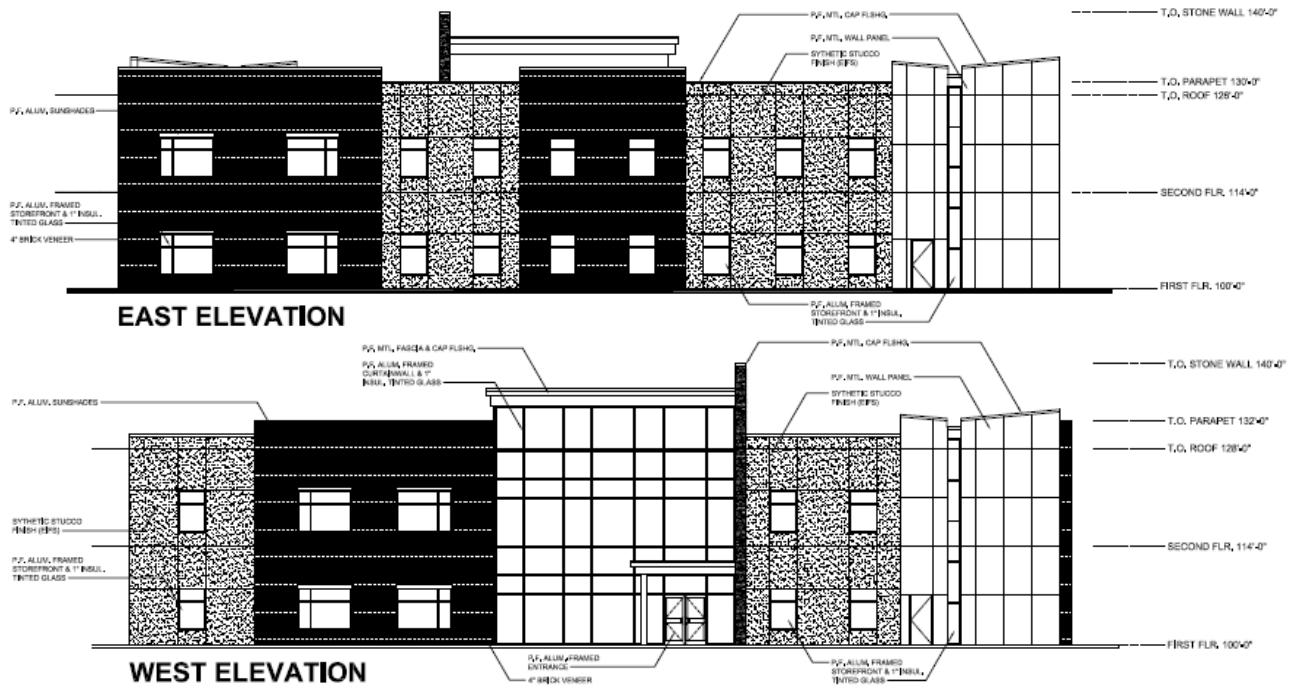 P.F. MTL. CAP FLSHG.
T.O. STONE WALL 140'-0"
P.F. MTL. WALL PANEL
SYTHETIC STUCCO
FINISH (EIFS)
T.O. PARAPET 130'-0"
T.O. ROOF 128'-0"
P.F. ALUM. SUNSHADES
SECOND FLR. 114'-0"
P.F. ALUM. FRAMED
STOREFRONT & 1" INSUL.
TINTED GLASS
4" BRICK VENEER
FIRST FLR. 100'-0"
EAST ELEVATION
P.F. ALUM. FRAMED
STOREFRONT & 1" INSUL.
TINTED GLASS
P.F. MTL. FASCIA & CAP FLSHG.
P.F. MTL. CAP FLSHG.
P.F. ALUM. FRAMED
CURTAINWALL & 1"
INSUL. TINTED GLASS
T.O. STONE WALL 140'-0"
P.F. MTL. WALL PANEL
SYTHETIC STUCCO
FINISH (EIFS)
P.F. ALUM. SUNSHADES
T.O. PARAPET 132'-0"
T.O. ROOF 128'-0"
SYTHETIC STUCCO
FINISH (EIFS)
SECOND FLR. 114'-0"
P.F. ALUM. FRAMED
STOREFRONT & 1" INSUL.
TINTED GLASS
FIRST FLR. 100'-0"
WEST ELEVATION
P.F. ALUM. FRAMED
ENTRANCE
4" BRICK VENEER
P.F. ALUM. FRAMED
STOREFRONT & 1" INSUL.
TINTED GLASS